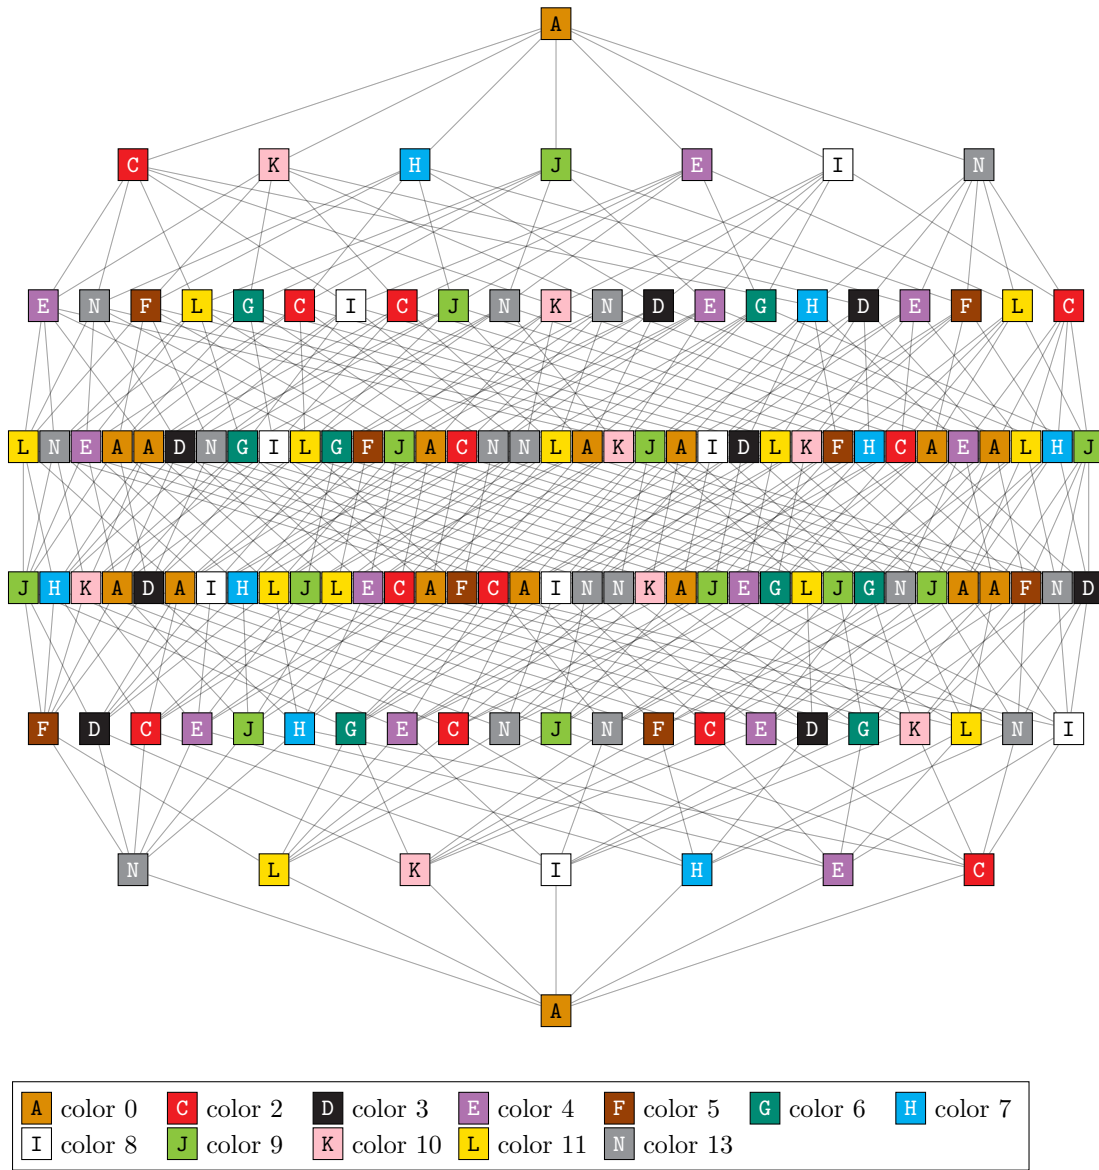 A
C K H J E I N
E N F L G C I C J N K N D E G H D E F L C
L N E A A D N G I L G F J A C N N L A K J A I D L K F H C A E A L H J
J H K A D A I H L J L E C A F C A I N N K A J E G L J G N J A A F N D
F D C E J H G E C N J N F C E D G K L N I
N L K I H E C
A
A color 0 C color 2 D color 3 E color 4 F color 5 G color 6 H color 7
I color 8 J color 9 K color 10 L color 11 N color 13